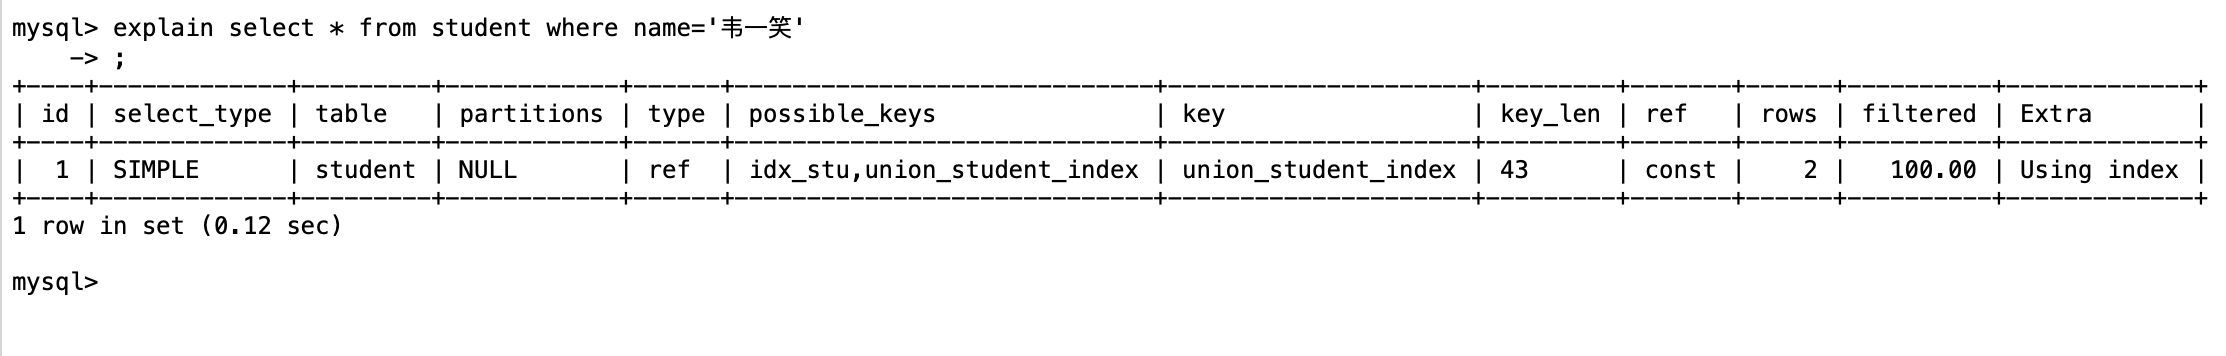 mysql> explain select * from student where name='韦一笑'
    -> ;
+----+-------------+---------+------------+------+-----------------------------+---------------------+---------+-------+------+----------+-------------+
| id | select_type | table   | partitions | type | possible_keys               | key                 | key_len | ref   | rows | filtered | Extra       |
+----+-------------+---------+------------+------+-----------------------------+---------------------+---------+-------+------+----------+-------------+
|  1 | SIMPLE      | student | NULL       | ref  | idx_stu,union_student_index | union_student_index | 43      | const |    2 |   100.00 | Using index |
+----+-------------+---------+------------+------+-----------------------------+---------------------+---------+-------+------+----------+-------------+
1 row in set (0.12 sec)
mysql>